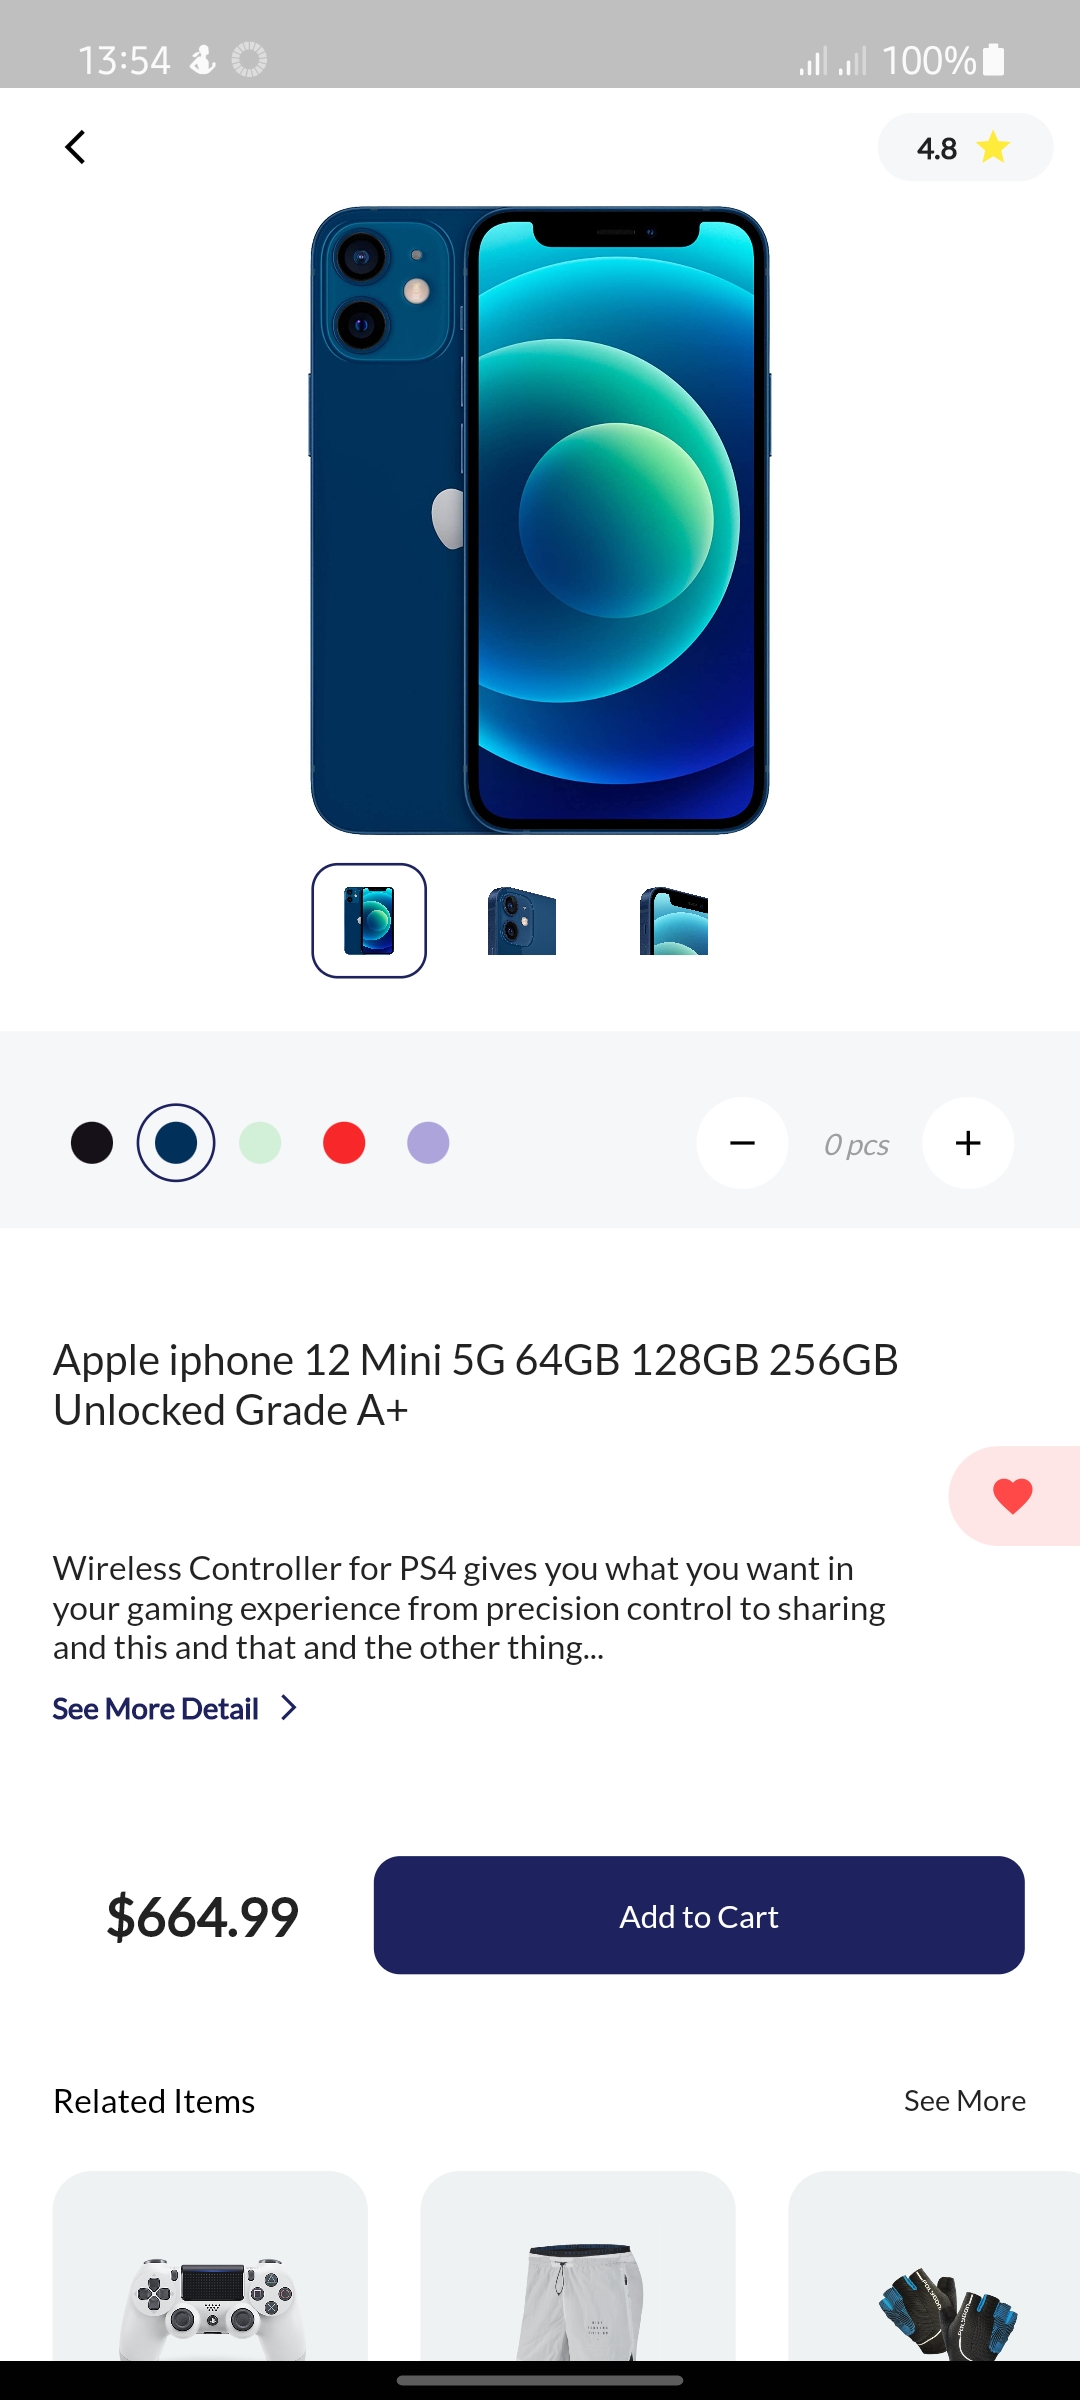 13:54
100%
4.8
0 pcs
Apple iphone 12 Mini 5G 64GB 128GB 256GB
Unlocked Grade A+
Wireless Controller for PS4 gives you what you want in
your gaming experience from precision control to sharing
and this and that and the other thing...
See More Detail
$664.99
Add to Cart
Related Items
See More